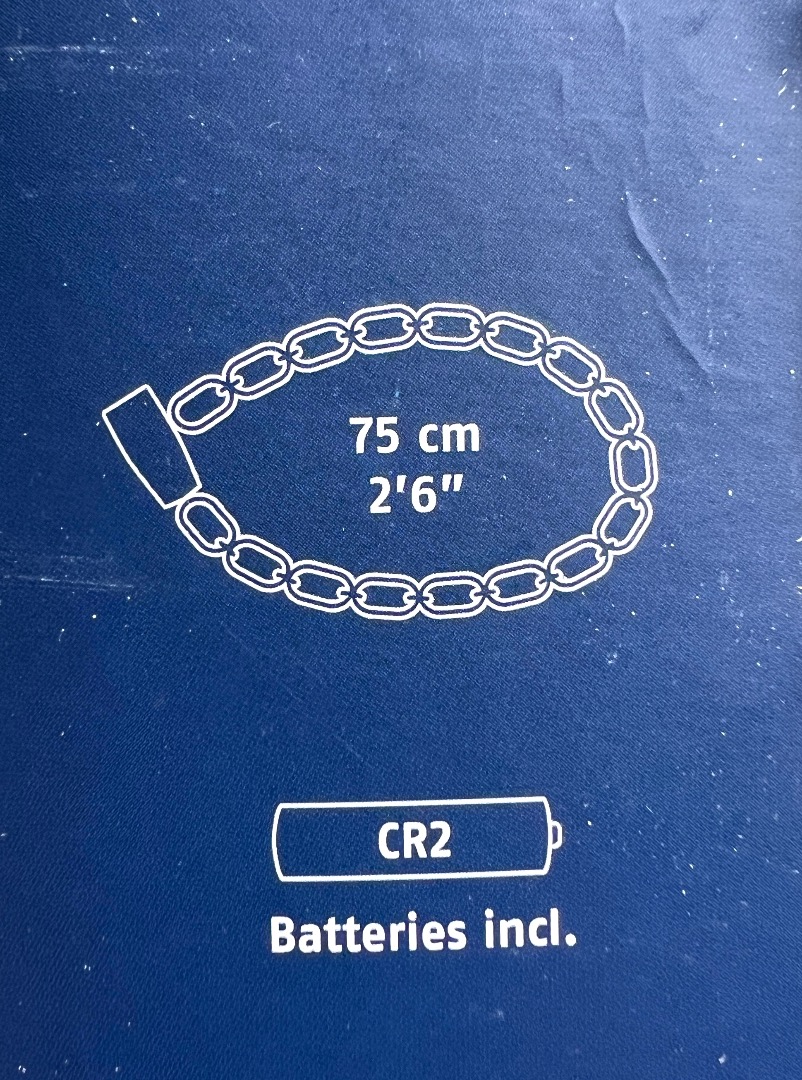 75 cm
2'6"
CR2
Batteries incl.